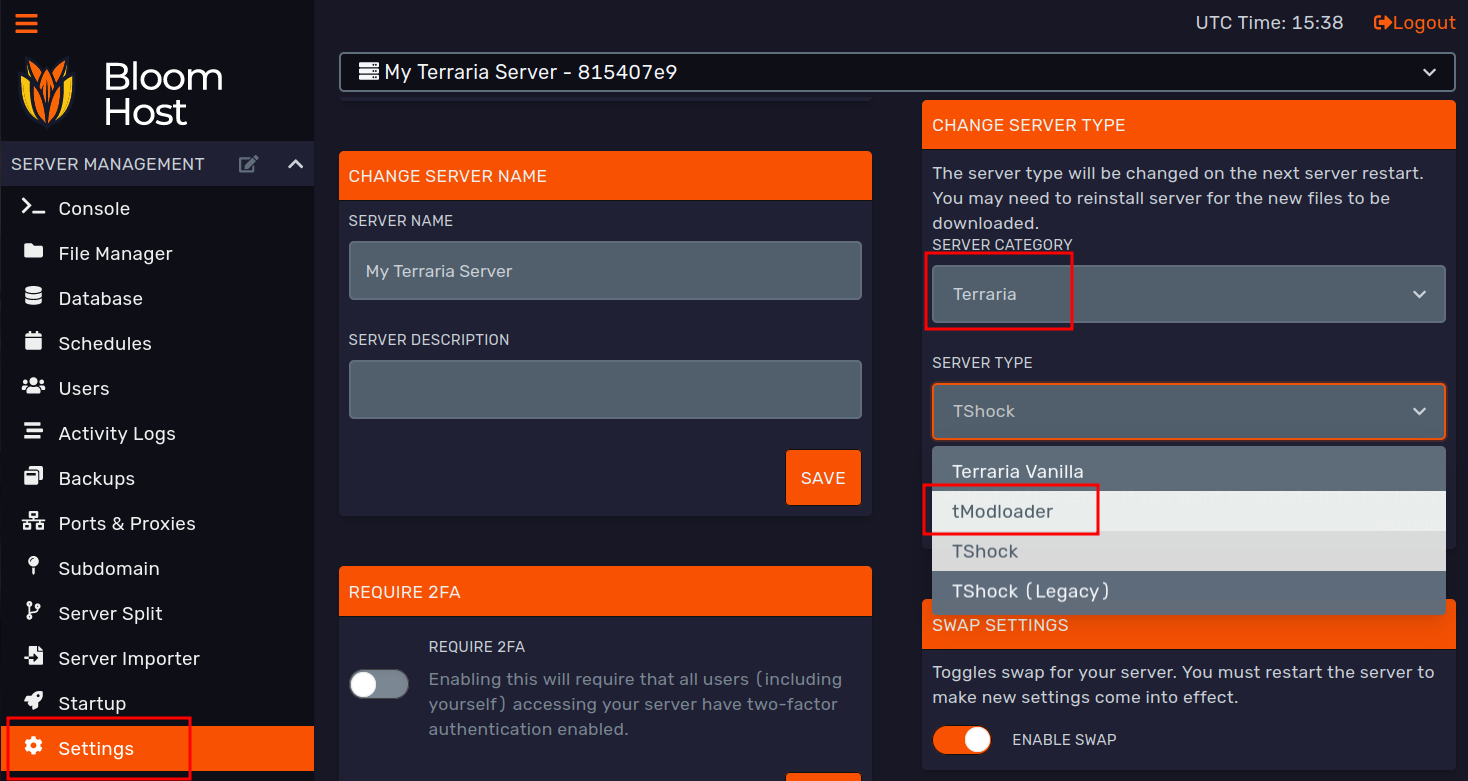 UTC Time: 15:38
Logout
Bloom
Host
My Terraria Server - 815407e9
SERVER MANAGEMENT
Console
File Manager
Database
Schedules
Users
Activity Logs
Backups
Ports & Proxies
Subdomain
Server Split
Server Importer
Startup
Settings
CHANGE SERVER NAME
SERVER NAME
My Terraria Server
SERVER DESCRIPTION
SAVE
REQUIRE 2FA
REQUIRE 2FA
Enabling this will require that all users (including
yourself) accessing your server have two-factor
authentication enabled.
CHANGE SERVER TYPE
The server type will be changed on the next server restart.
You may need to reinstall server for the new files to be
downloaded.
SERVER CATEGORY
Terraria
SERVER TYPE
TShock
Terraria Vanilla
tModloader
TShock
TShock (Legacy)
SWAP SETTINGS
Toggles swap for your server. You must restart the server to
make new settings come into effect.
ENABLE SWAP